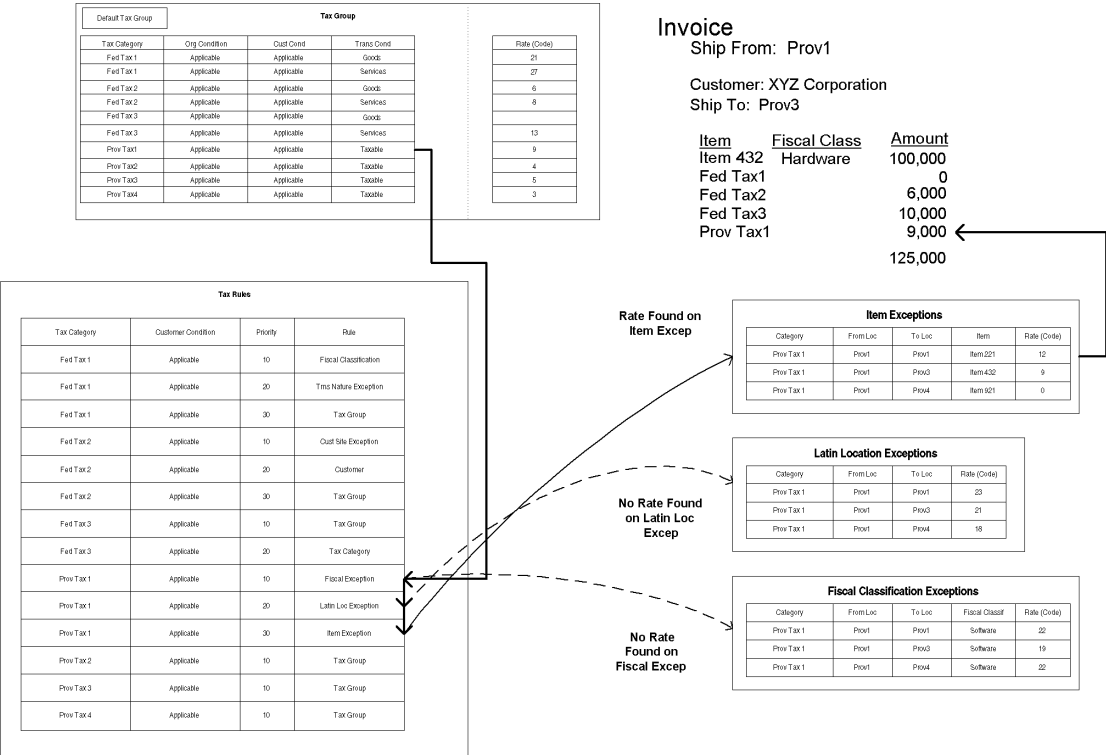 Default Tax Group
Tax Group
Tax Category Org Condition Cust Cond Trans Cond Rate (Code)
Fed Tax 1 Applicable Applicable Goods 21
Fed Tax 1 Applicable Applicable Services 27
Fed Tax 2 Applicable Applicable Goods 6
Fed Tax 2 Applicable Applicable Services 8
Fed Tax 3 Applicable Applicable Goods
Fed Tax 3 Applicable Applicable Services 13
Prov Tax1 Applicable Applicable Taxable 9
Prov Tax2 Applicable Applicable Taxable 4
Prov Tax3 Applicable Applicable Taxable 5
Prov Tax4 Applicable Applicable Taxable 3
Invoice
Ship From: Prov1
Customer: XYZ Corporation
Ship To: Prov3
Item Fiscal Class Amount
Item 432 Hardware 100,000
Fed Tax1 0
Fed Tax2 6,000
Fed Tax3 10,000
Prov Tax1 9,000
125,000
Tax Rules
Tax Category Customer Condition Priority Rule
Fed Tax 1 Applicable 10 Fiscal Classification
Fed Tax 1 Applicable 20 Trns Nature Exception
Fed Tax 1 Applicable 30 Tax Group
Fed Tax 2 Applicable 10 Cust Site Exception
Fed Tax 2 Applicable 20 Customer
Fed Tax 2 Applicable 30 Tax Group
Fed Tax 3 Applicable 10 Tax Group
Fed Tax 3 Applicable 20 Tax Category
Prov Tax 1 Applicable 10 Fiscal Exception
Prov Tax 1 Applicable 20 Latin Loc Exception
Prov Tax 1 Applicable 30 Item Exception
Prov Tax 2 Applicable 10 Tax Group
Prov Tax 3 Applicable 10 Tax Group
Prov Tax 4 Applicable 10 Tax Group
Rate Found on
Item Excep
Item Exceptions
Category From Loc To Loc Item Rate (Code)
Prov Tax 1 Prov1 Prov1 Item 221 12
Prov Tax 1 Prov1 Prov3 Item 432 9
Prov Tax 1 Prov1 Prov4 Item 921 0
No Rate Found
on Latin Loc
Excep
Latin Location Exceptions
Category From Loc To Loc Rate (Code)
Prov Tax 1 Prov1 Prov1 23
Prov Tax 1 Prov1 Prov3 21
Prov Tax 1 Prov1 Prov4 18
No Rate
Found on
Fiscal Excep
Fiscal Classification Exceptions
Category From Loc To Loc Fiscal Classif Rate (Code)
Prov Tax 1 Prov1 Prov1 Software 22
Prov Tax 1 Prov1 Prov3 Software 19
Prov Tax 1 Prov1 Prov4 Software 22